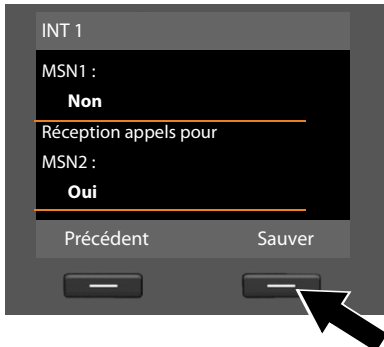 INT 1
MSN1 :
Non
Réception appels pour
MSN2 :
Oui
Précédent Sauver